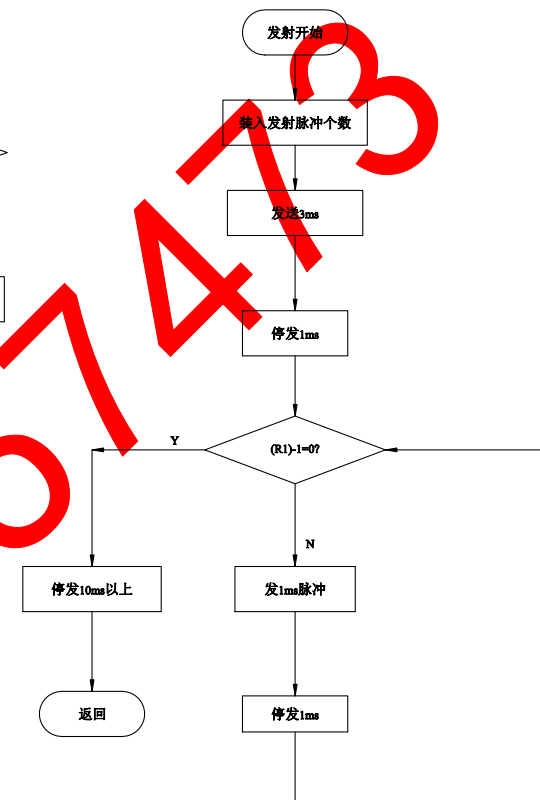 发射开始
装入发射脉冲个数
发送3ms
停发1ms
(R1)-1=0?
Y
N
停发10ms以上
发1ms脉冲
返回
停发1ms
7473